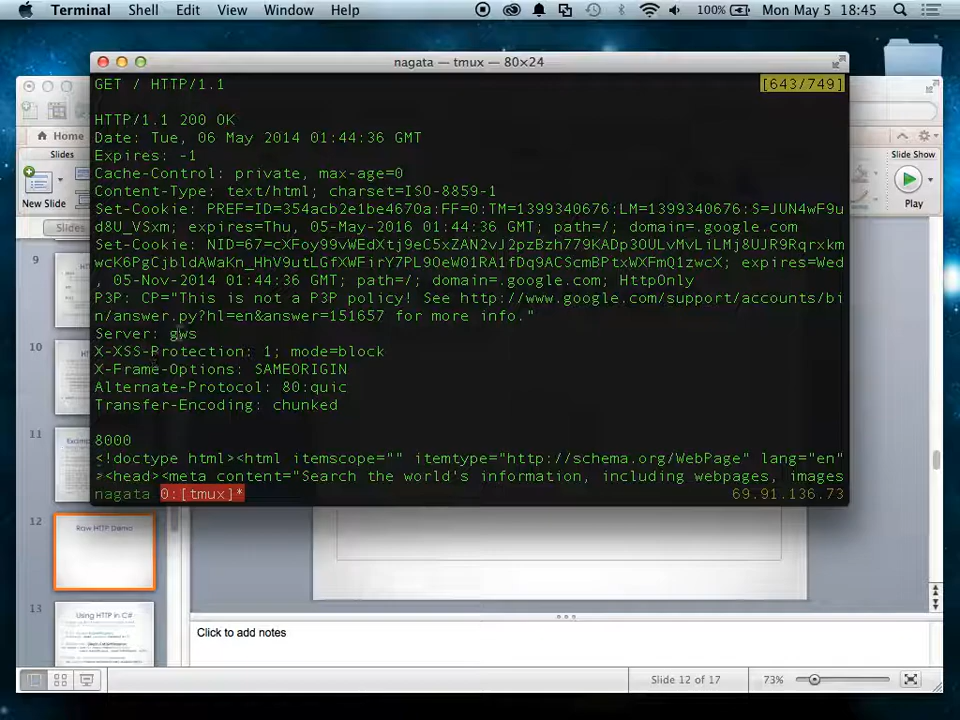 Terminal Shell Edit View Window Help 100% Mon May 5 18:45
nagata — tmux — 80×24
GET / HTTP/1.1 [643/749]
HTTP/1.1 200 OK
Date: Tue, 06 May 2014 01:44:36 GMT
Expires: -1
Cache-Control: private, max-age=0
Content-Type: text/html; charset=ISO-8859-1
Set-Cookie: PREF=ID=354acb2e1be4670a:FF=0:TM=1399340676:LM=1399340676:S=JUN4wF9u
d8U_VSxm; expires=Thu, 05-May-2016 01:44:36 GMT; path=/; domain=.google.com
Set-Cookie: NID=67=cXFoy99vWEdXtj9eC5xZAN2vJ2pzBzh779KADp3OULvMvLiLMj8UJR9Rqrxkm
wcK6PgCjbldAWaKn_HhV9utLGfXWFirY7PL9OeW01RA1fDq9ACScmBPtxWXFmQ1zwcX; expires=Wed
, 05-Nov-2014 01:44:36 GMT; path=/; domain=.google.com; HttpOnly
P3P: CP="This is not a P3P policy! See http://www.google.com/support/accounts/bi
n/answer.py?hl=en&answer=151657 for more info."
Server: gws
X-XSS-Protection: 1; mode=block
X-Frame-Options: SAMEORIGIN
Alternate-Protocol: 80:quic
Transfer-Encoding: chunked
8000
<!doctype html><html itemscope="" itemtype="http://schema.org/WebPage" lang="en"
><head><meta content="Search the world's information, including webpages, images
nagata 0:[tmux]* 69.91.136.73
Home
Slides
New Slide
Slides
Slide Show
Play
9
10
11
12
Raw HTTP Demo
13
Using HTTP in C#
Click to add notes
Slide 12 of 17 73%